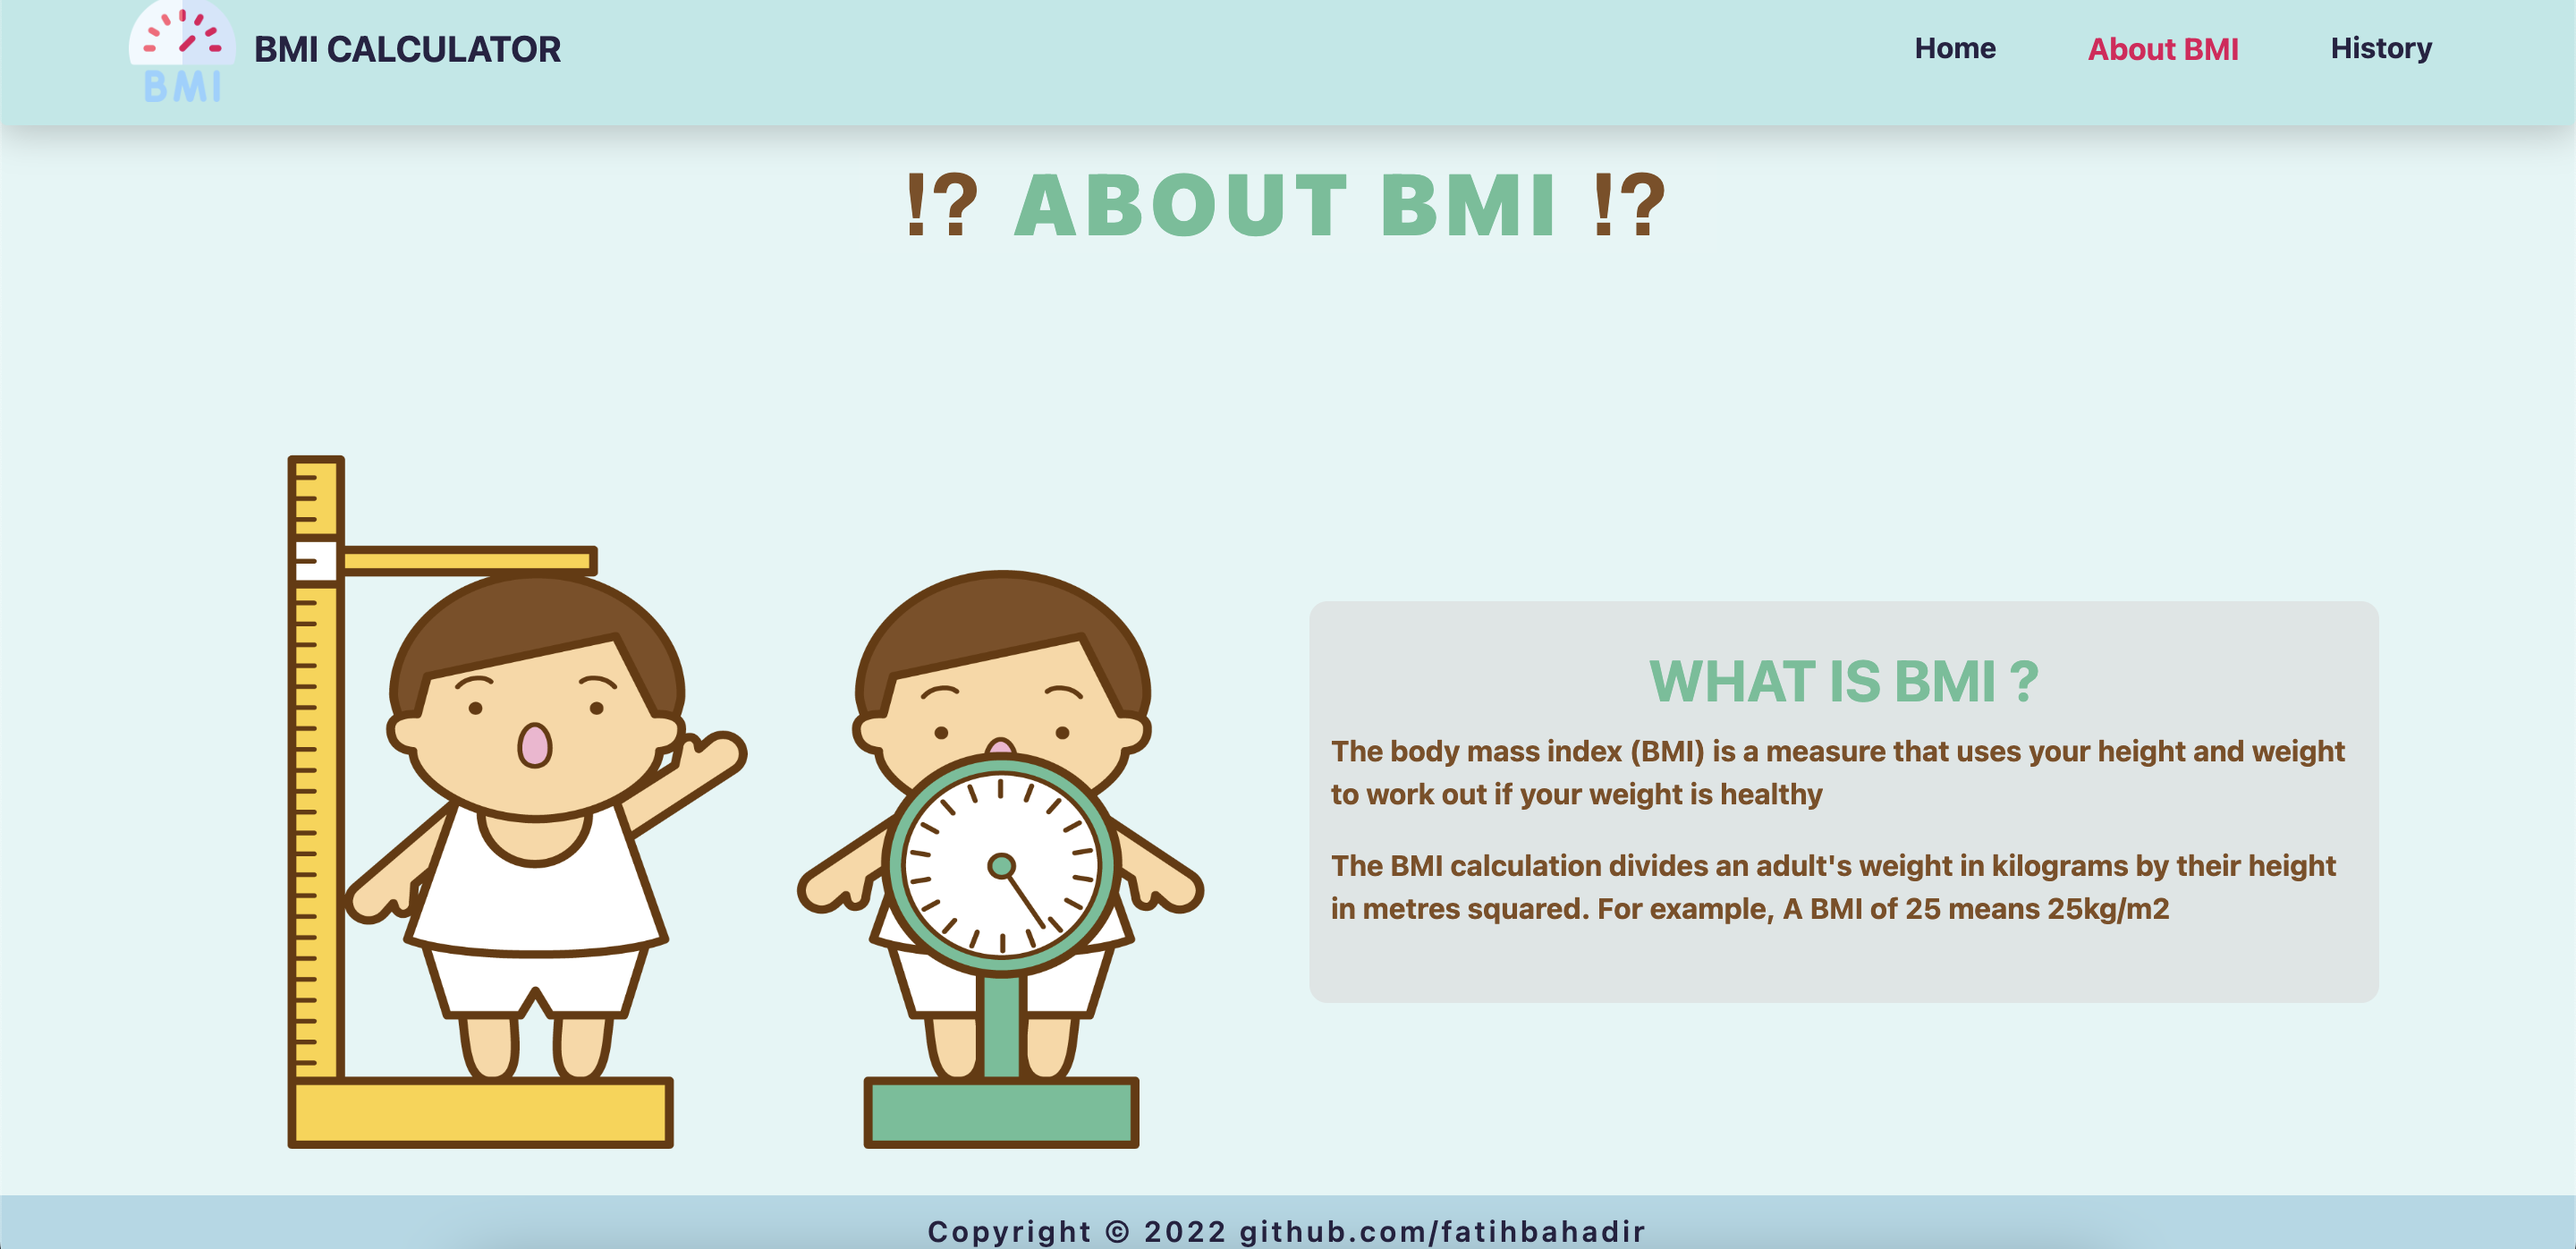 BMI
BMI CALCULATOR
Home
About BMI
History
!? ABOUT BMI !?
WHAT IS BMI ?
The body mass index (BMI) is a measure that uses your height and weight
to work out if your weight is healthy
The BMI calculation divides an adult's weight in kilograms by their height
in metres squared. For example, A BMI of 25 means 25kg/m2
Copyright © 2022 github.com/fatihbahadir